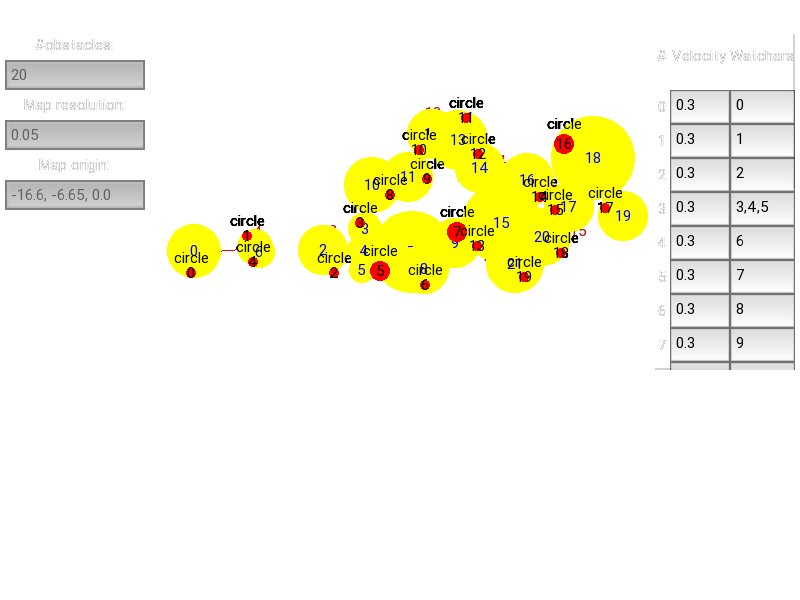 #obstacles:
20
Map resolution:
0.05
Map origin:
-16.6, -6.65, 0.0
# Velocity Watchers
0 0.3 0
1 0.3 1
2 0.3 2
3 0.3 3,4,5
4 0.3 6
5 0.3 7
6 0.3 8
7 0.3 9
circle
11
circle
10
13
circle
12
circle
16
18
14
11
circle
9
10
circle
8
16
circle
14
circle
15
17
circle
17
19
circle
3
3
circle
7
15
circle
1
0
circle
0
circle
4
2
circle
2
4
5
circle
5
8
circle
6
9
circle
13
20
circle
18
21
circle
19